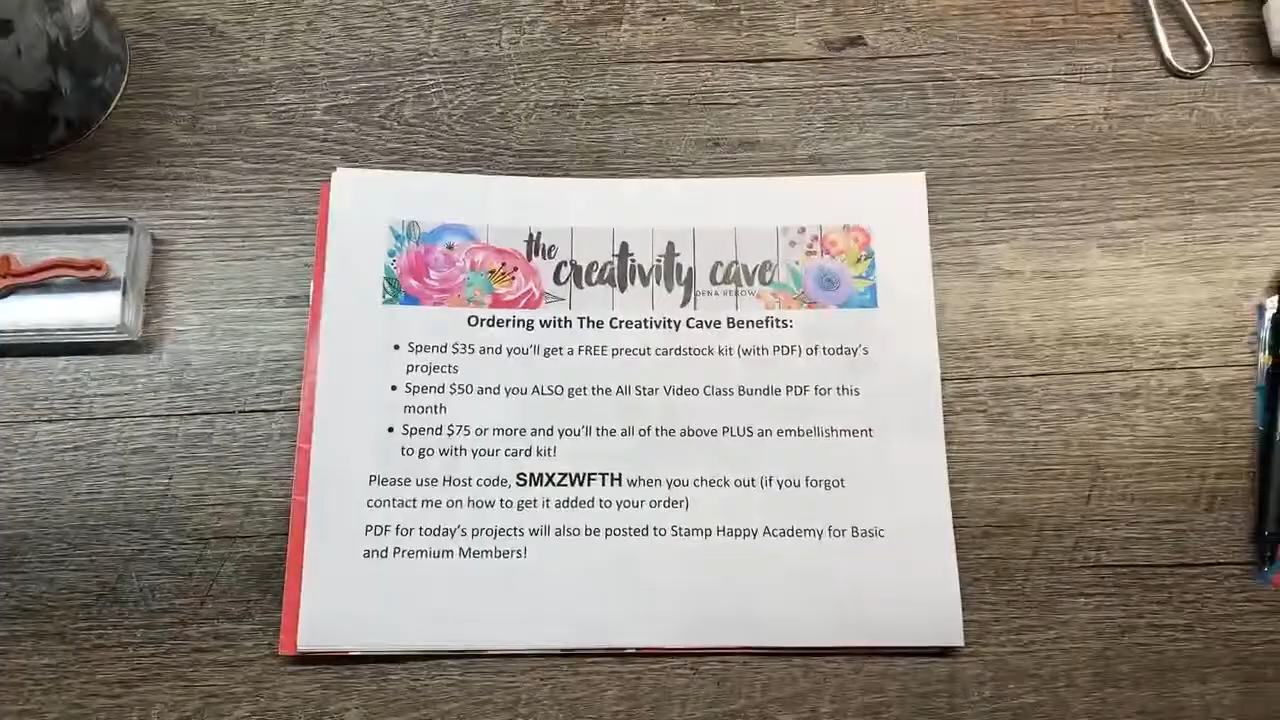 the
creativity cave
DENA REKOW
Ordering with The Creativity Cave Benefits:
• Spend $35 and you'll get a FREE precut cardstock kit (with PDF) of today's
projects
• Spend $50 and you ALSO get the All Star Video Class Bundle PDF for this
month
• Spend $75 or more and you'll the all of the above PLUS an embellishment
to go with your card kit!
Please use Host code, SMXZWFTH when you check out (if you forgot
contact me on how to get it added to your order)
PDF for today's projects will also be posted to Stamp Happy Academy for Basic
and Premium Members!